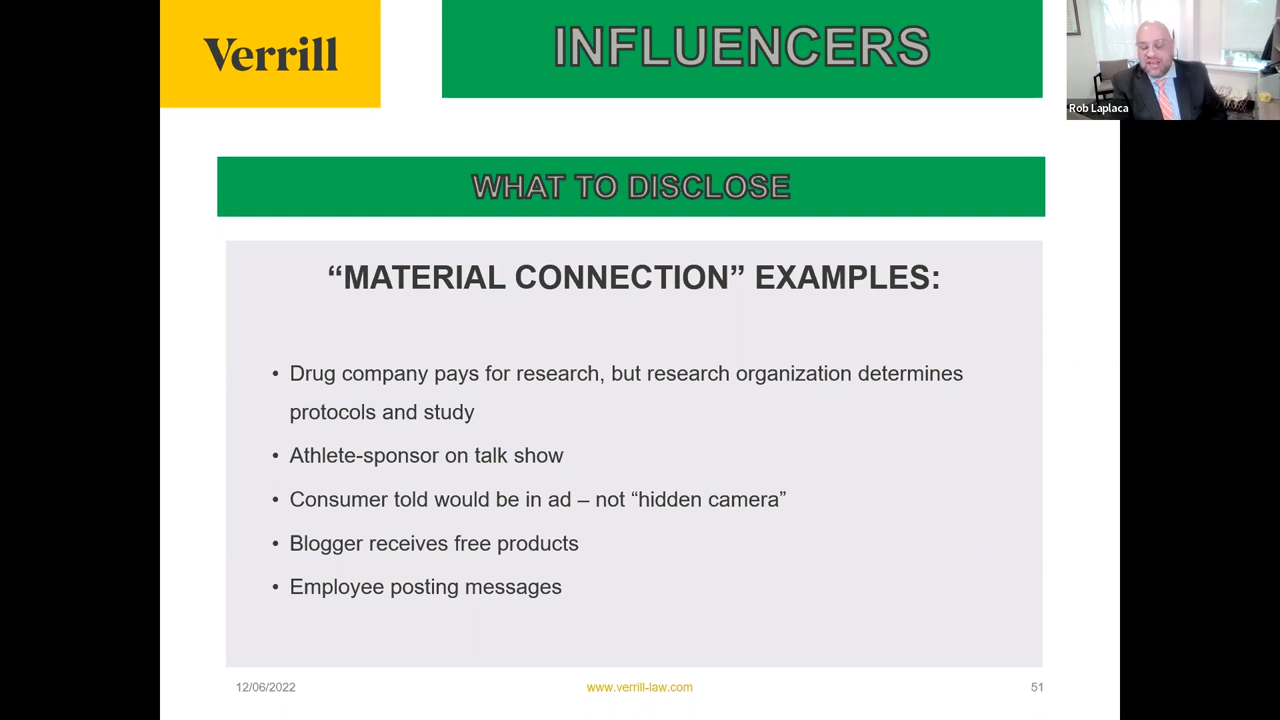 Verrill
INFLUENCERS
Rob Laplaca
WHAT TO DISCLOSE
“MATERIAL CONNECTION” EXAMPLES:
• Drug company pays for research, but research organization determines
protocols and study
• Athlete-sponsor on talk show
• Consumer told would be in ad – not “hidden camera”
• Blogger receives free products
• Employee posting messages
12/06/2022
www.verrill-law.com
51